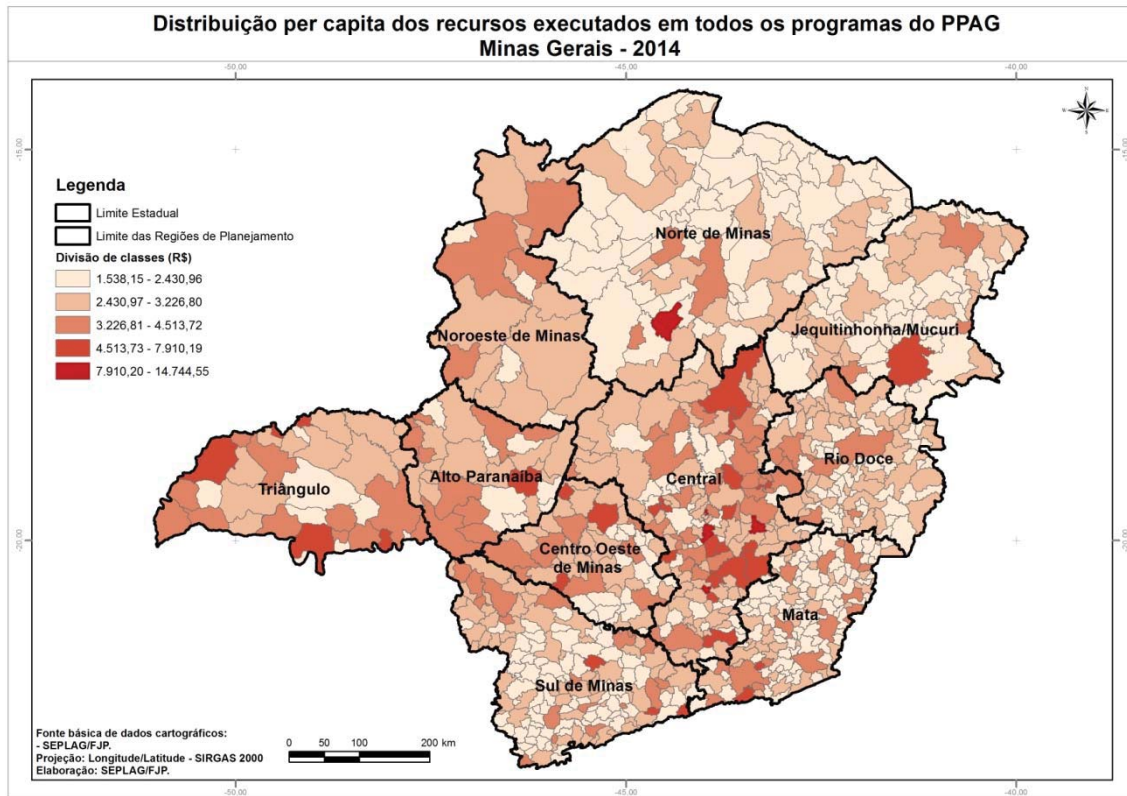 Distribuição per capita dos recursos executados em todos os programas do PPAG
Minas Gerais - 2014
-50.00
-45.00
-40.00
-15.00
-15.00
N
W
E
S
Legenda
Limite Estadual
Limite das Regiões de Planejamento
Divisão de classes (R$)
1.538,15 - 2.430,96
2.430,97 - 3.226,80
3.226,81 - 4.513,72
4.513,73 - 7.910,19
7.910,20 - 14.744,55
Norte de Minas
Jequitinhonha/Mucuri
Noroeste de Minas
Rio Doce
Alto Paranaíba
Central
Triângulo
-20.00
-20.00
Centro Oeste
de Minas
Mata
Sul de Minas
Fonte básica de dados cartográficos:
- SEPLAG/FJP.
Projeção: Longitude/Latitude - SIRGAS 2000
Elaboração: SEPLAG/FJP.
0 50 100 200 km
-50.00
-45.00
-40.00